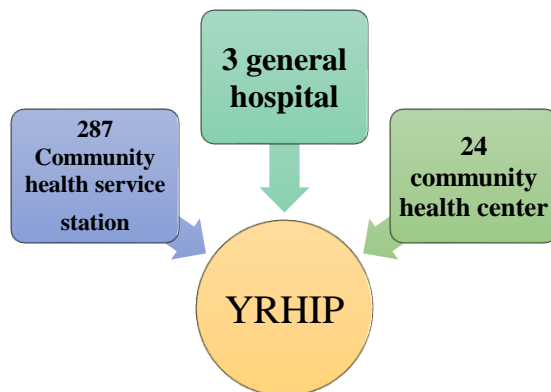 3 general
hospital
287
Community
health service
station
24
community
health center
YRHIP